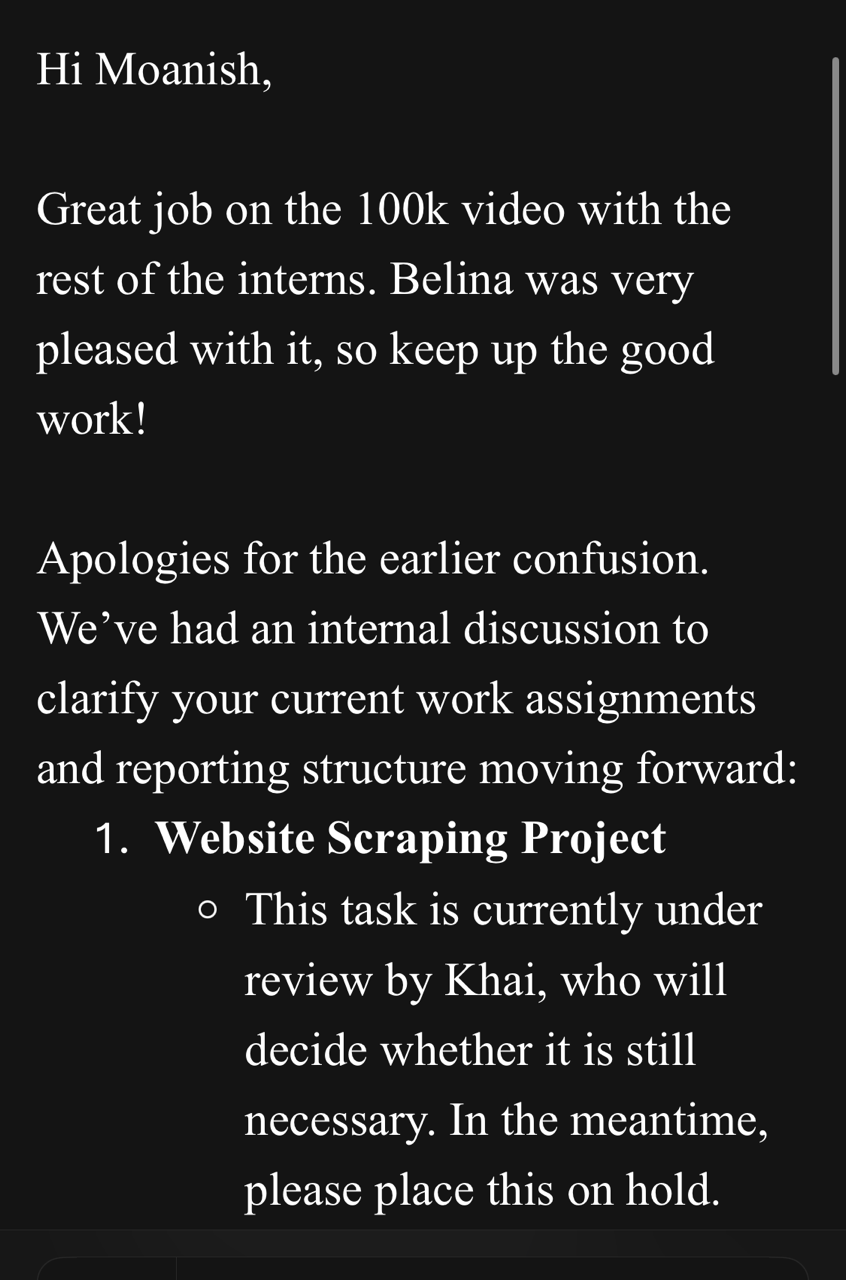 Hi Moanish,
Great job on the 100k video with the
rest of the interns. Belina was very
pleased with it, so keep up the good
work!
Apologies for the earlier confusion.
We’ve had an internal discussion to
clarify your current work assignments
and reporting structure moving forward:
1. Website Scraping Project
○ This task is currently under
review by Khai, who will
decide whether it is still
necessary. In the meantime,
please place this on hold.